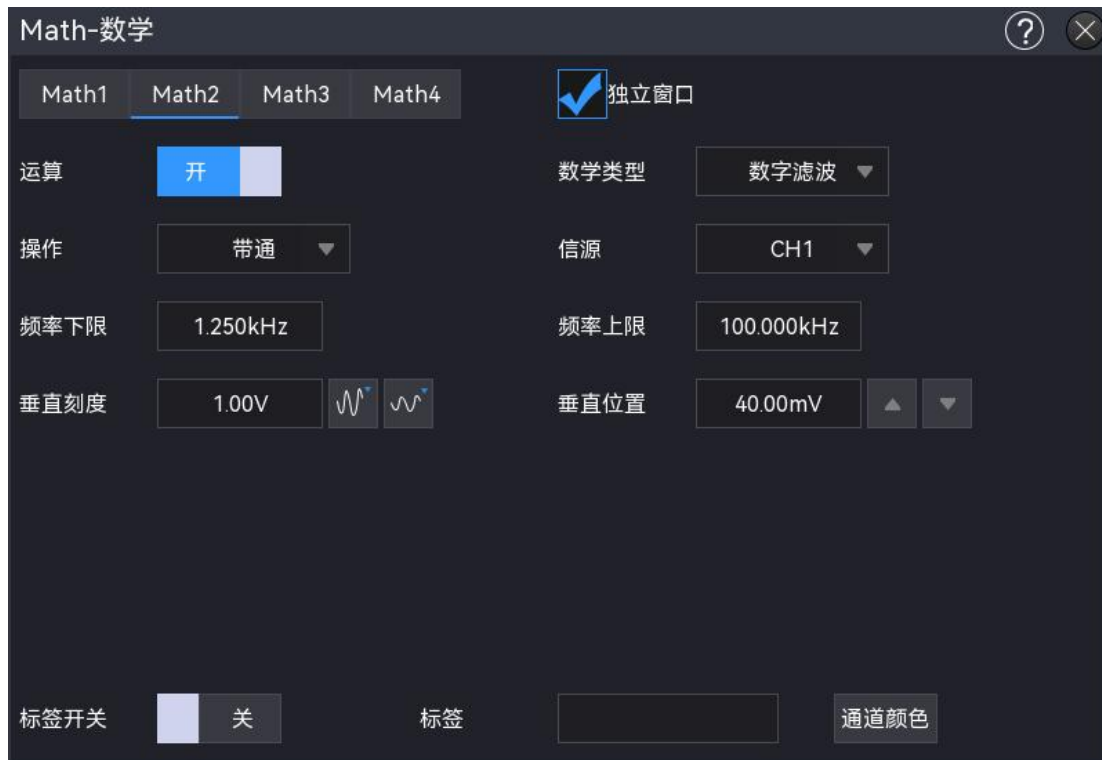 Math-数学
Math1 Math2 Math3 Math4 独立窗口
运算 开 数学类型 数字滤波
操作 带通 信源 CH1
频率下限 1.250kHz 频率上限 100.000kHz
垂直刻度 1.00V 垂直位置 40.00mV
标签开关 关 标签 通道颜色